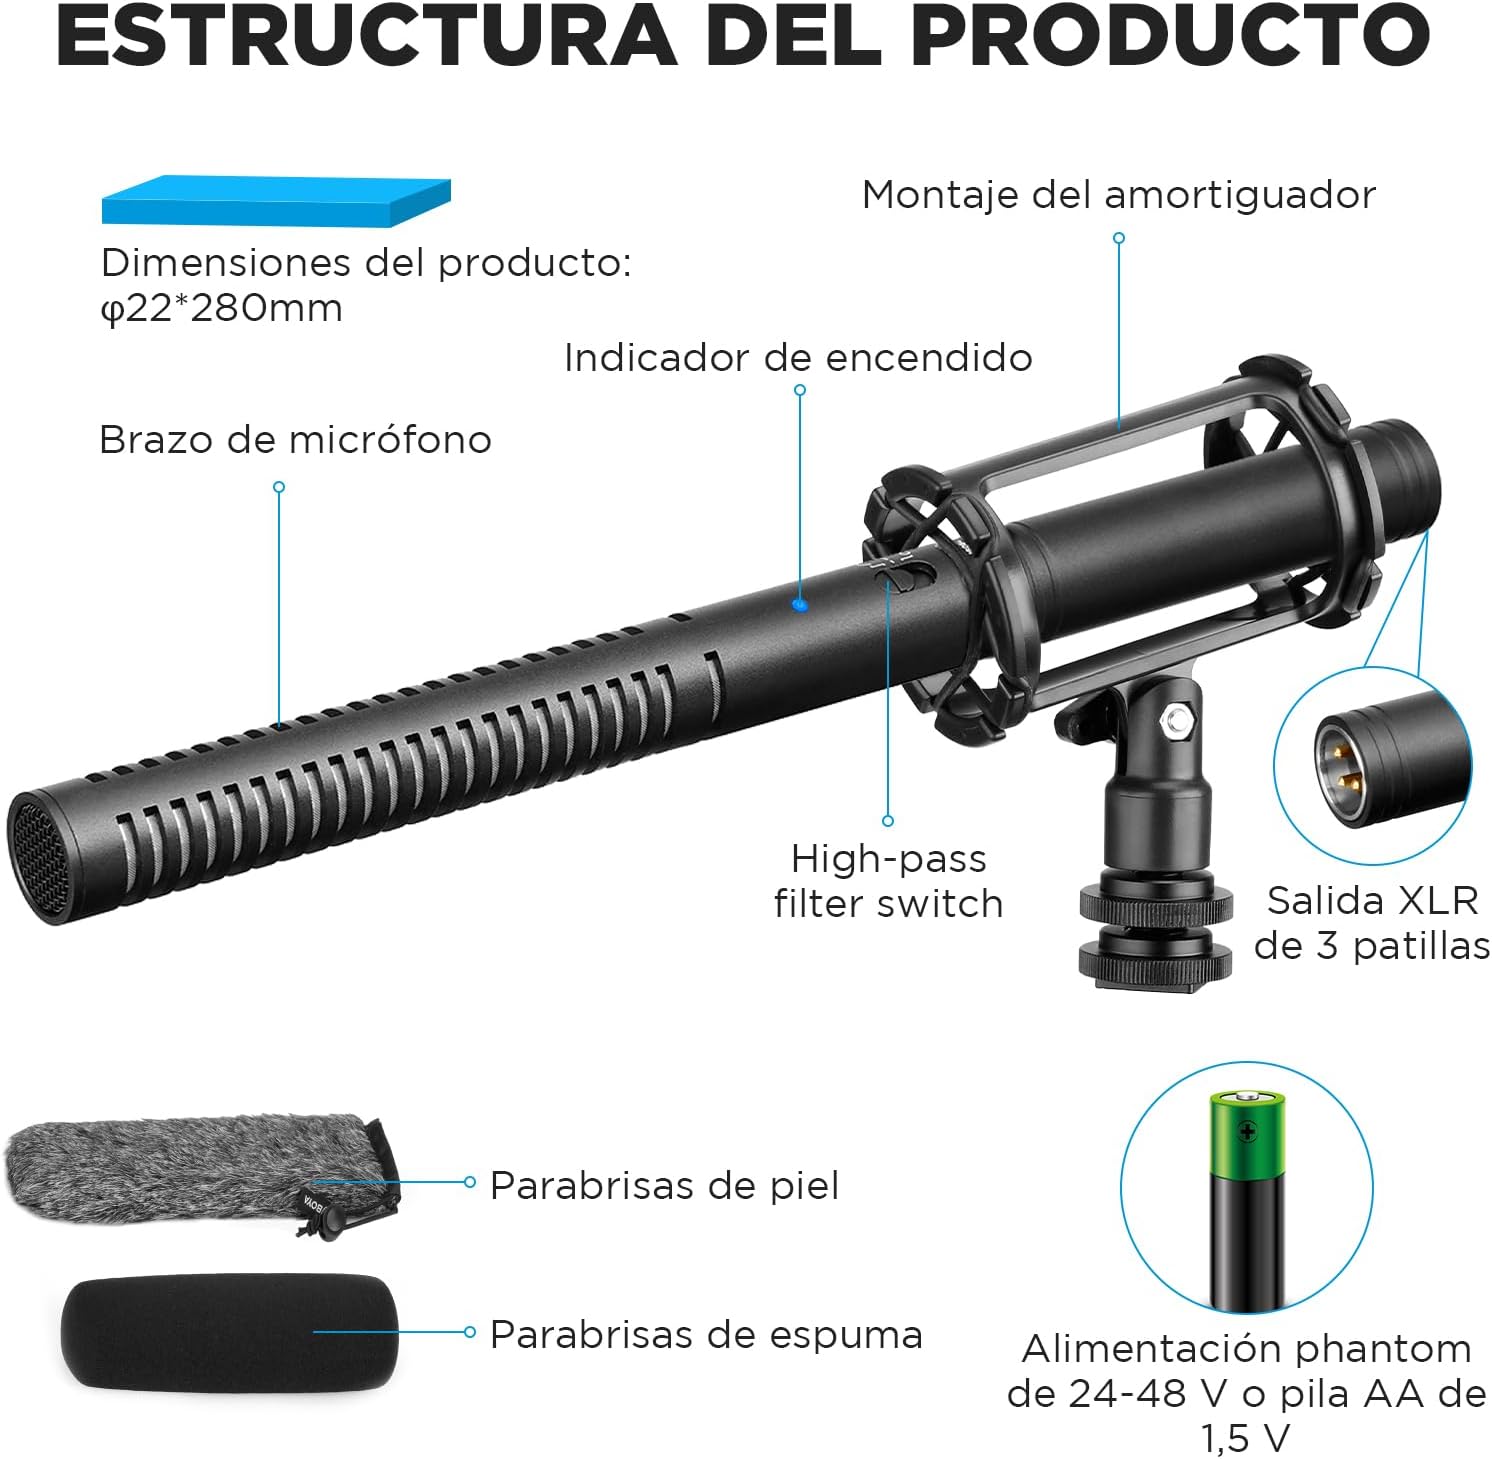 ESTRUCTURA DEL PRODUCTO
Montaje del amortiguador
Dimensiones del producto:
φ22*280mm
Indicador de encendido
Brazo de micrófono
High-pass
filter switch
Salida XLR
de 3 patillas
Parabrisas de piel
BOYA
Parabrisas de espuma
+
Alimentación phantom
de 24-48 V o pila AA de
1,5 V